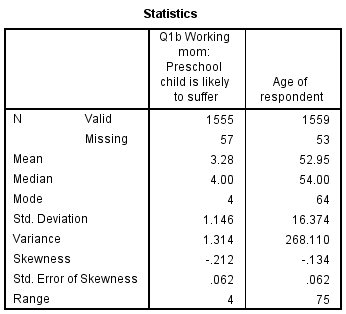 Statistics
Q1b Working
mom:
Preschool
child is likely
to suffer
Age of
respondent
N Valid 1555 1559
Missing 57 53
Mean 3.28 52.95
Median 4.00 54.00
Mode 4 64
Std. Deviation 1.146 16.374
Variance 1.314 268.110
Skewness -.212 -.134
Std. Error of Skewness .062 .062
Range 4 75